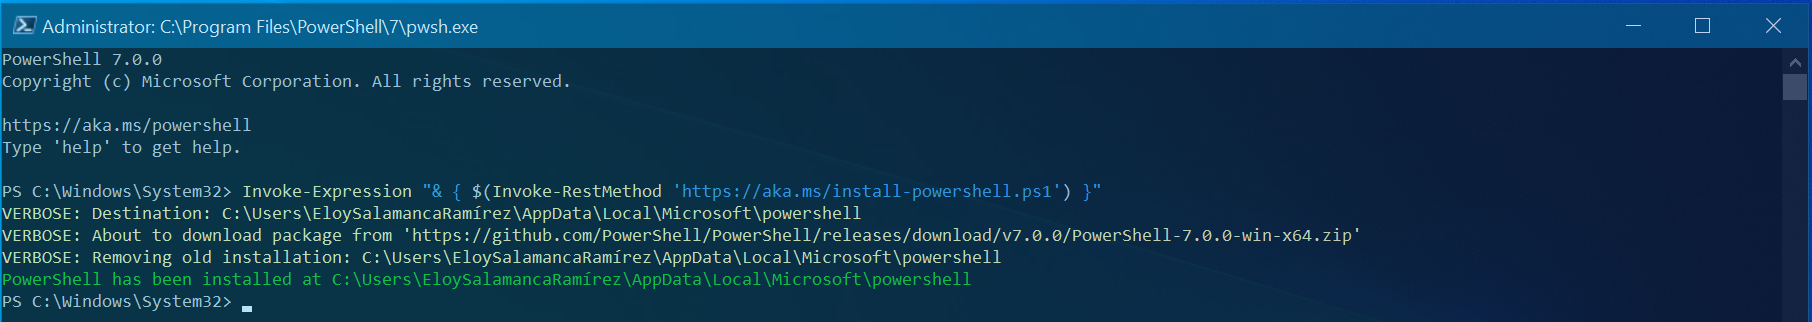 Administrator: C:\Program Files\PowerShell\7\pwsh.exe
PowerShell 7.0.0
Copyright (c) Microsoft Corporation. All rights reserved.
https://aka.ms/powershell
Type 'help' to get help.
PS C:\Windows\System32> Invoke-Expression "& { $(Invoke-RestMethod 'https://aka.ms/install-powershell.ps1') }"
VERBOSE: Destination: C:\Users\EloySalamancaRamírez\AppData\Local\Microsoft\powershell
VERBOSE: About to download package from 'https://github.com/PowerShell/PowerShell/releases/download/v7.0.0/PowerShell-7.0.0-win-x64.zip'
VERBOSE: Removing old installation: C:\Users\EloySalamancaRamírez\AppData\Local\Microsoft\powershell
PowerShell has been installed at C:\Users\EloySalamancaRamírez\AppData\Local\Microsoft\powershell
PS C:\Windows\System32>